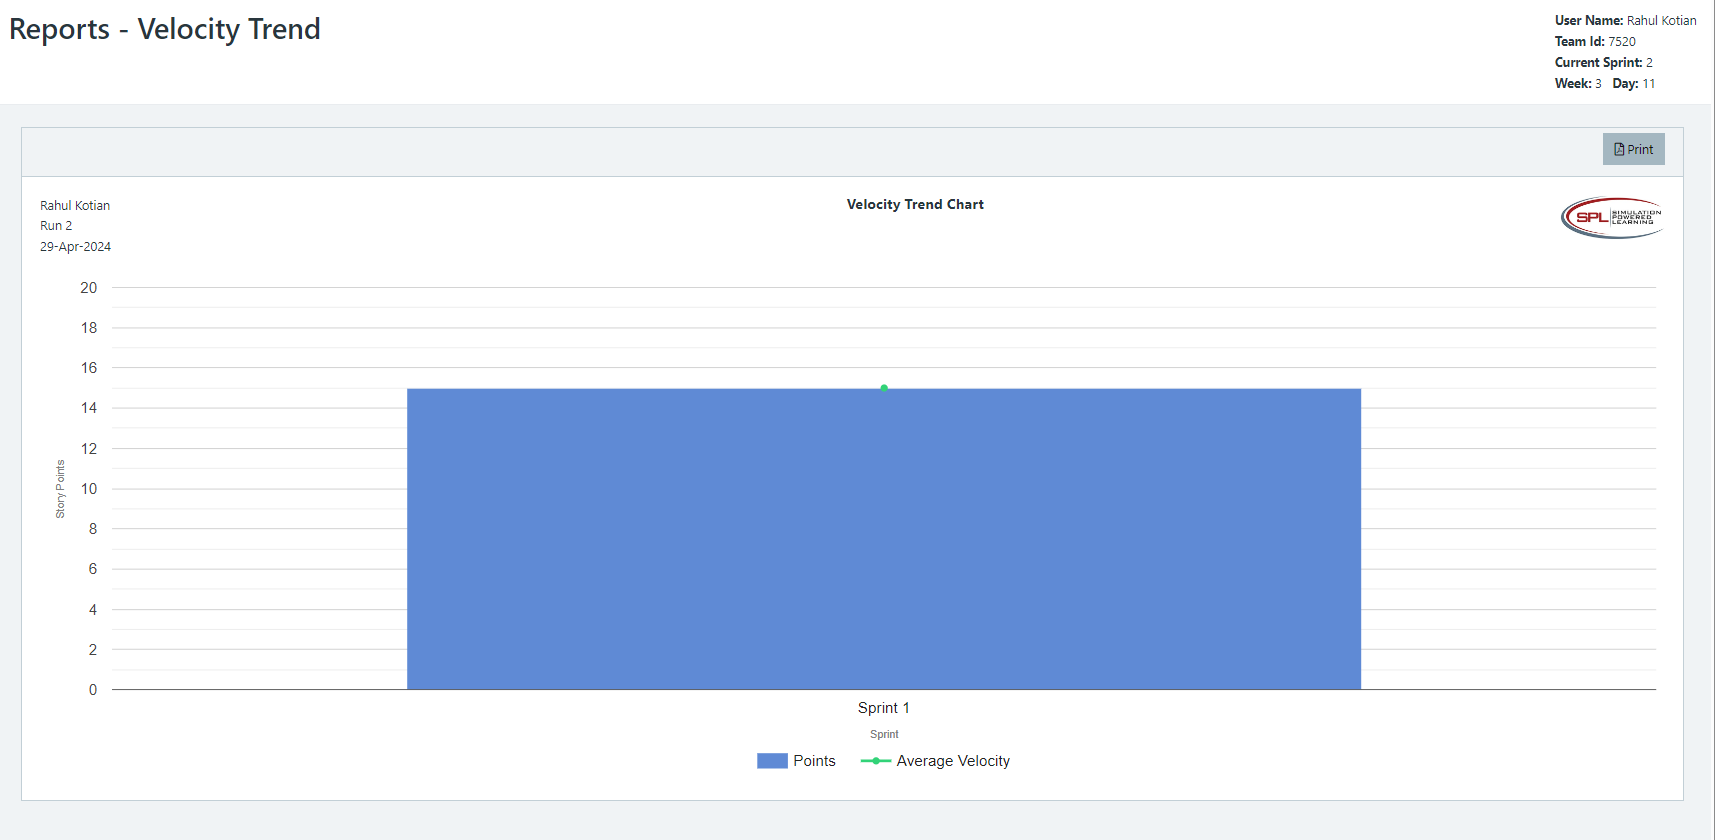 Reports - Velocity Trend
User Name: Rahul Kotian
Team Id: 7520
Current Sprint: 2
Week: 3 Day: 11
Print
Rahul Kotian
Run 2
29-Apr-2024
Velocity Trend Chart
SPL SIMULATION
POWERED
LEARNING
20
18
16
14
12
10
8
6
4
2
0
Story Points
Sprint 1
Sprint
Points
Average Velocity